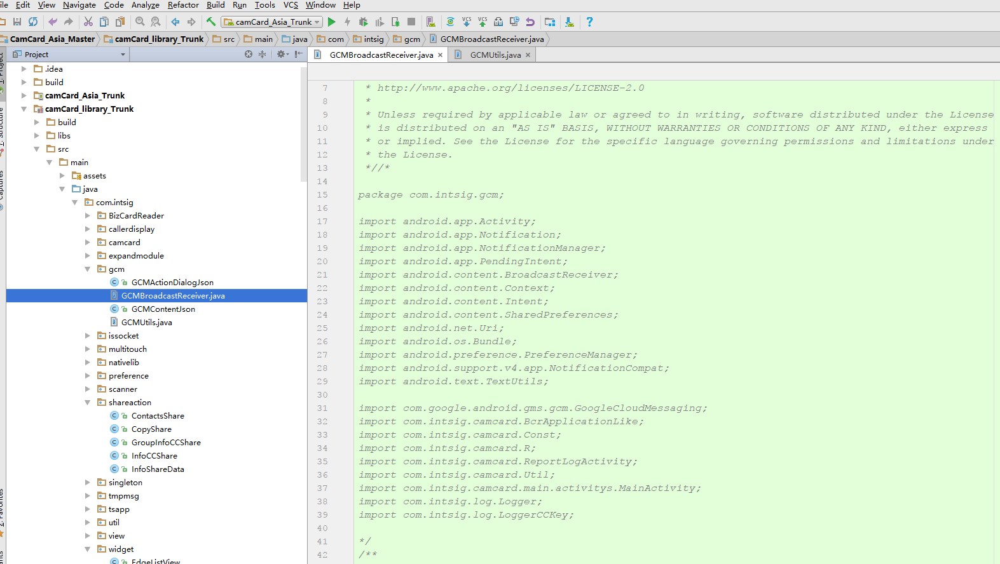 ile Edit View Navigate Code Analyze Refactor Build Run Tools VCS Window Help
camCard_Asia_Trunk VCS VCS ?
CamCard_Asia_Master camCard_library_Trunk src main java com intsig gcm GCMBroadcastReceiver.java
Project
GCMBroadcastReceiver.java × GCMUtils.java ×
.idea
build
camCard_Asia_Trunk
camCard_library_Trunk
build
libs
src
main
assets
java
com.intsig
BizCardReader
callerdisplay
camcard
expandmodule
gcm
GCMActionDialogJson
GCMBroadcastReceiver.java
GCMContentJson
GCMUtils.java
issocket
multitouch
nativelib
preference
scanner
shareaction
ContactsShare
CopyShare
GroupInfoCCShare
InfoCCShare
InfoShareData
singleton
tmpmsg
tsapp
util
view
widget
EdgeListView
7 * http://www.apache.org/licenses/LICENSE-2.0
8 *
9 * Unless required by applicable law or agreed to in writing, software distributed under the License
10 * is distributed on an "AS IS" BASIS, WITHOUT WARRANTIES OR CONDITIONS OF ANY KIND, either express
11 * or implied. See the License for the specific language governing permissions and limitations under
12 * the License.
13 *//*
14
15 package com.intsig.gcm;
16
17 import android.app.Activity;
18 import android.app.Notification;
19 import android.app.NotificationManager;
20 import android.app.PendingIntent;
21 import android.content.BroadcastReceiver;
22 import android.content.Context;
23 import android.content.Intent;
24 import android.content.SharedPreferences;
25 import android.net.Uri;
26 import android.os.Bundle;
27 import android.preference.PreferenceManager;
28 import android.support.v4.app.NotificationCompat;
29 import android.text.TextUtils;
30
31 import com.google.android.gms.gcm.GoogleCloudMessaging;
32 import com.intsig.camcard.BcrApplicationLike;
33 import com.intsig.camcard.Const;
34 import com.intsig.camcard.R;
35 import com.intsig.camcard.ReportLogActivity;
36 import com.intsig.camcard.Util;
37 import com.intsig.camcard.main.activitys.MainActivity;
38 import com.intsig.log.Logger;
39 import com.intsig.log.LoggerCCKey;
40
41 */
42 /**